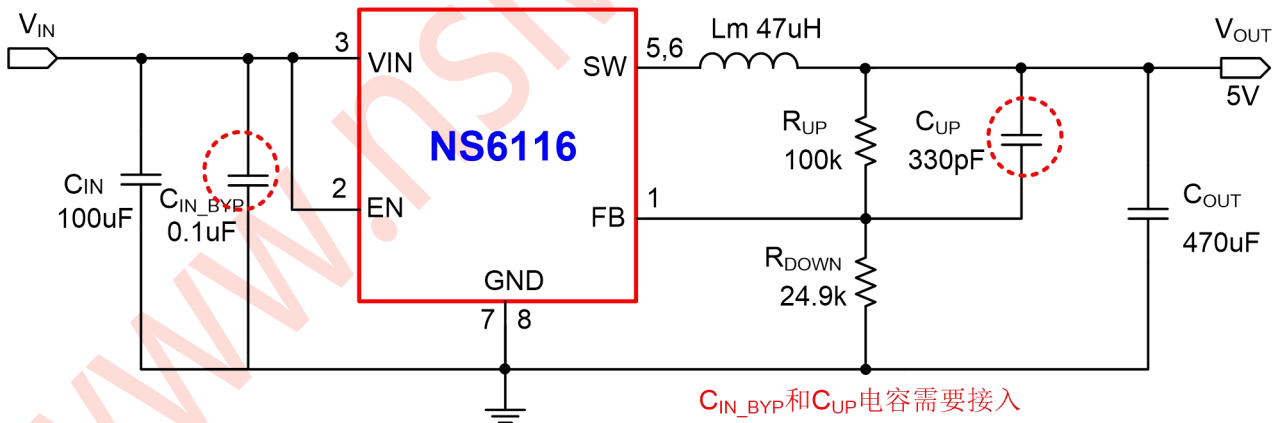 www.nsiw
VIN
3
VIN
SW
5,6
Lm 47uH
VOUT
5V
NS6116
RUP
100k
CUP
330pF
CIN
100uF
CIN_BYP
0.1uF
2
EN
FB
1
COUT
470uF
RDOWN
24.9k
GND
7
8
CIN_BYP和CUP电容需要接入